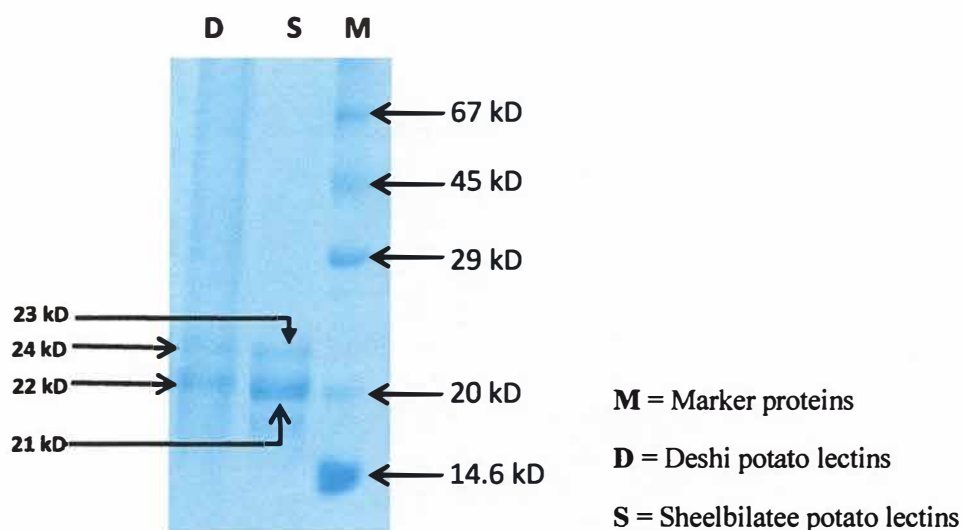 D S M
67 kD
45 kD
29 kD
23 kD
24 kD
22 kD
20 kD
21 kD
14.6 kD
M = Marker proteins
D = Deshi potato lectins
S = Sheelbilatee potato lectins